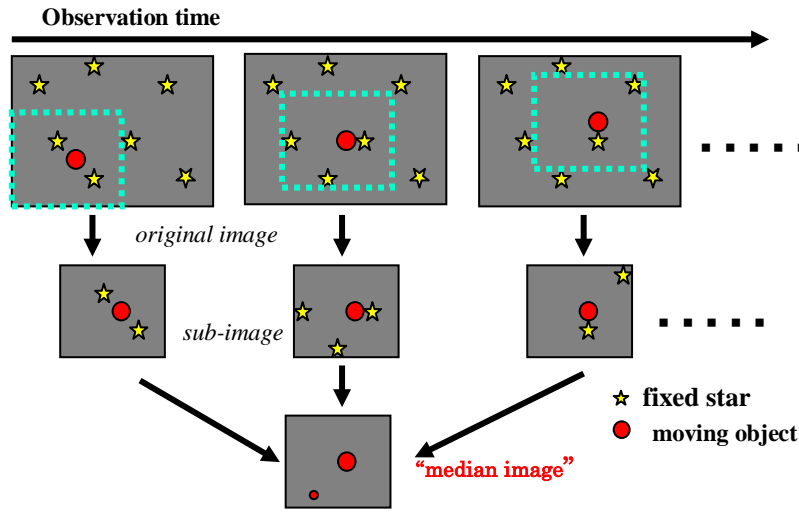 Observation time
original image
sub-image
fixed star
moving object
“median image”